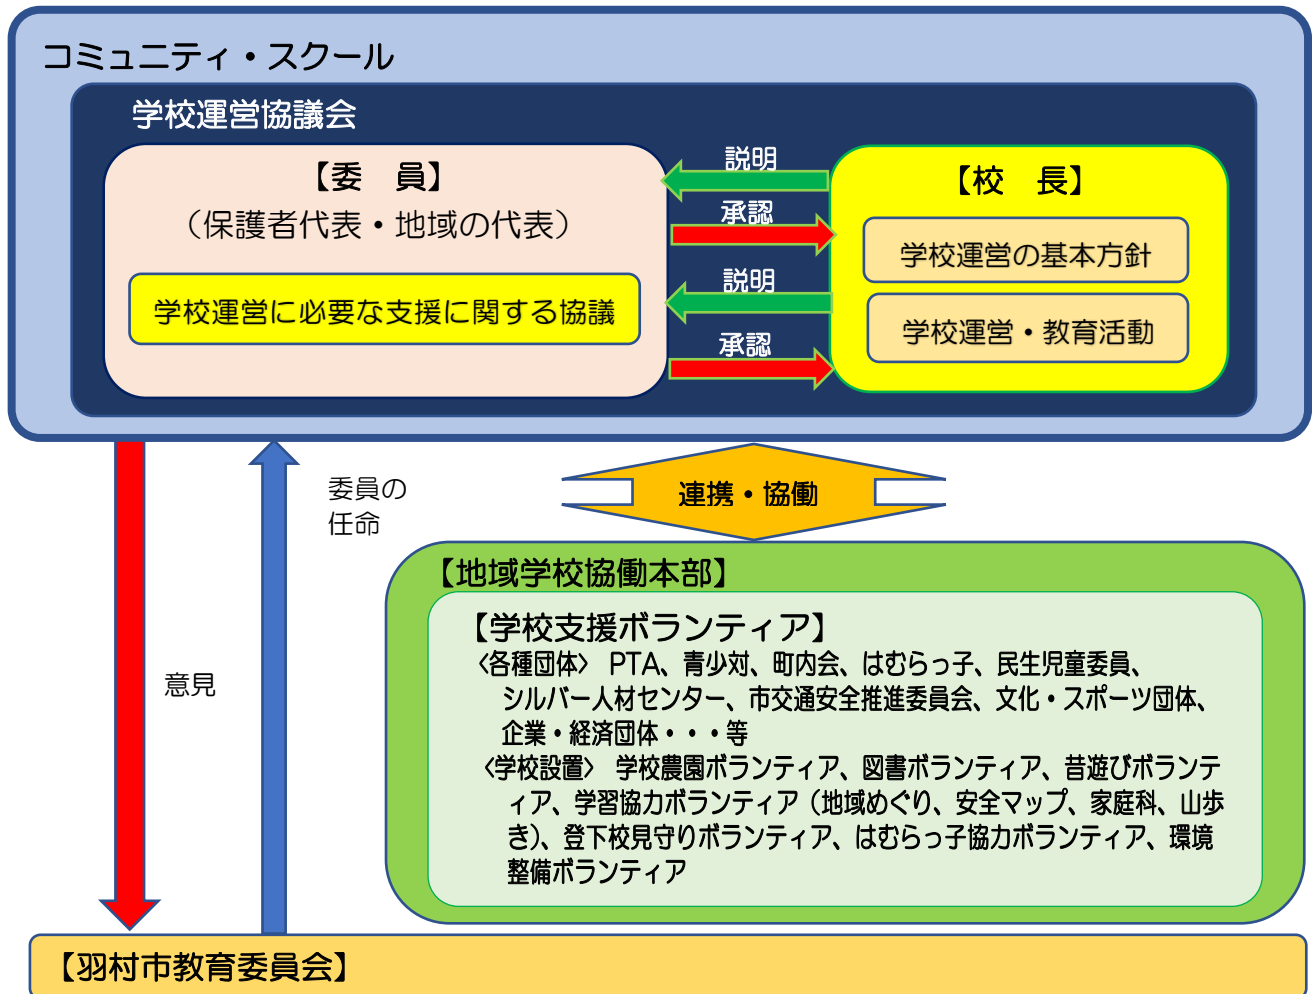 コミュニティ・スクール
学校運営協議会
【委　員】
（保護者代表・地域の代表）
学校運営に必要な支援に関する協議
説明
承認
説明
承認
【校　長】
学校運営の基本方針
学校運営・教育活動
委員の
任命
意見
連携・協働
【地域学校協働本部】
【学校支援ボランティア】
〈各種団体〉 PTA、青少対、町内会、はむらっ子、民生児童委員、
シルバー人材センター、市交通安全推進委員会、文化・スポーツ団体、
企業・経済団体・・・等
〈学校設置〉 学校農園ボランティア、図書ボランティア、昔遊びボランテ
ィア、学習協力ボランティア（地域めぐり、安全マップ、家庭科、山歩
き）、登下校見守りボランティア、はむらっ子協力ボランティア、環境
整備ボランティア
【羽村市教育委員会】